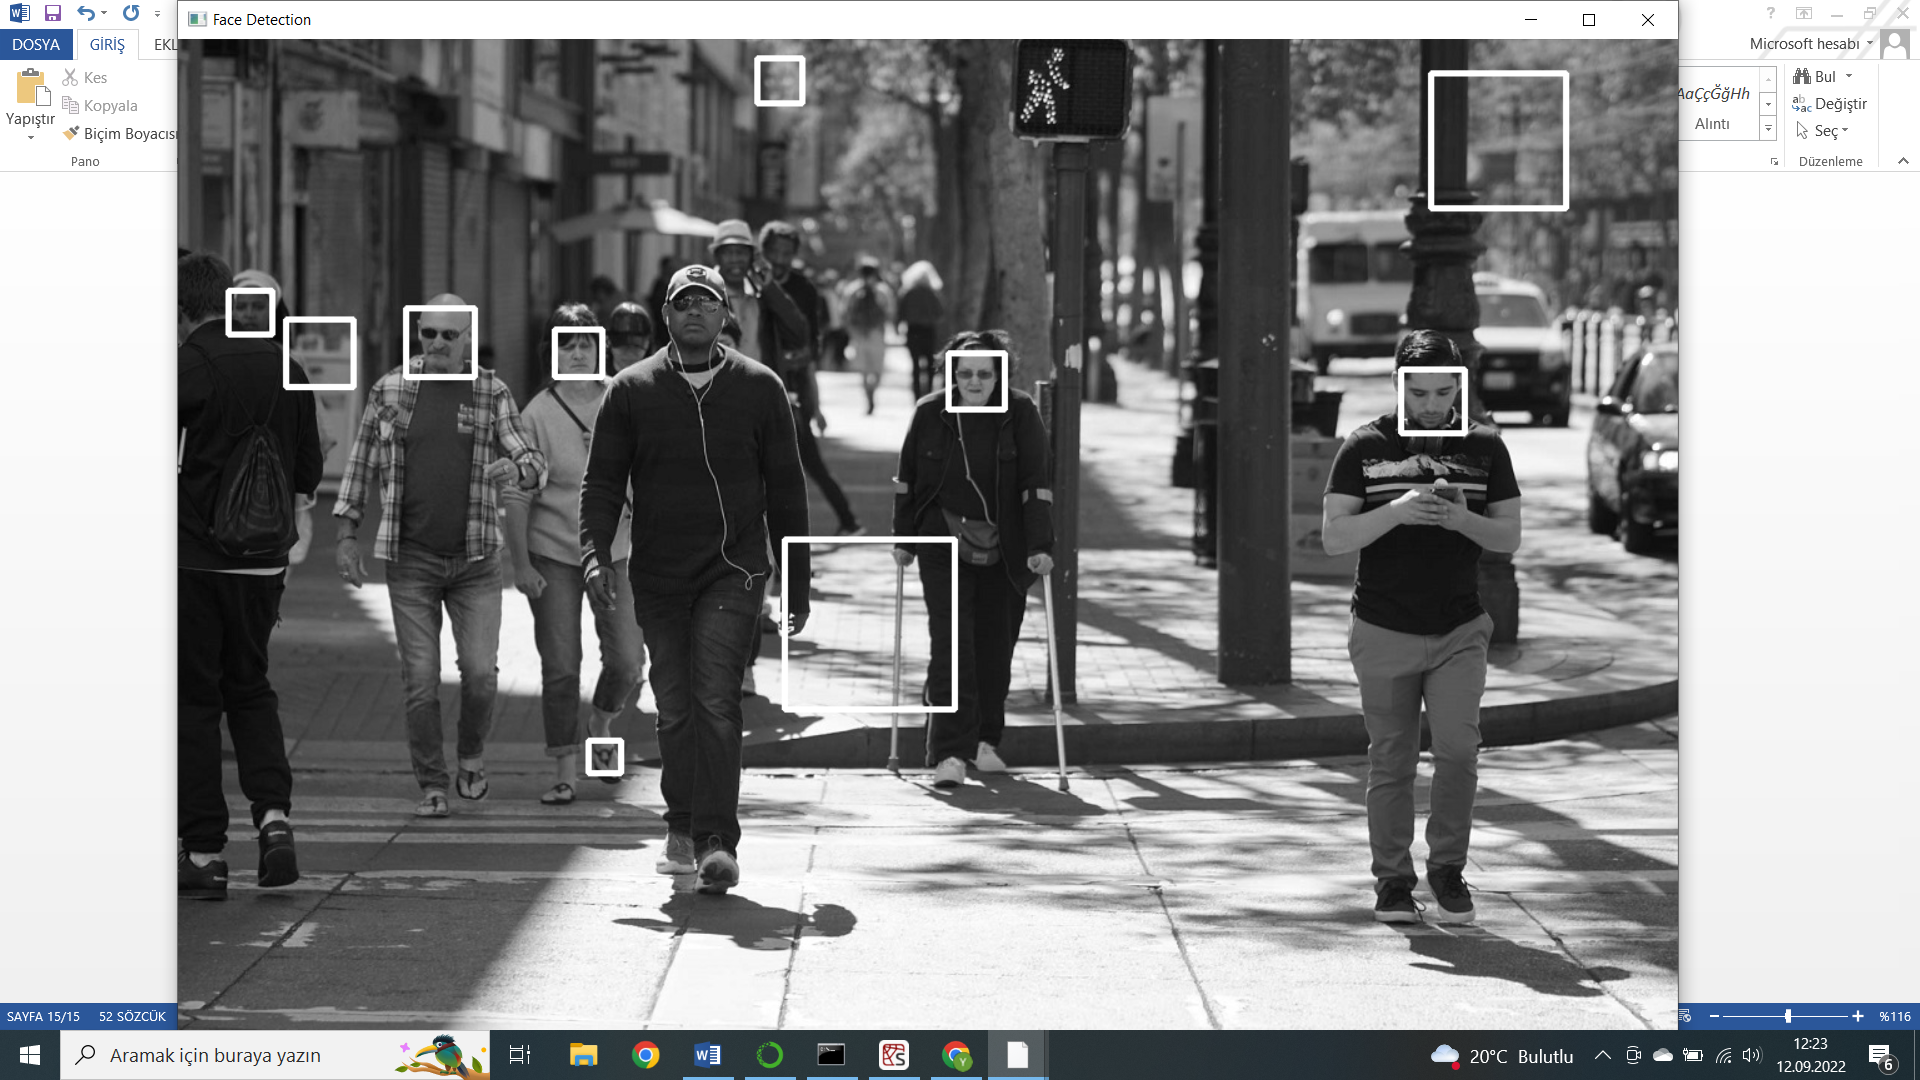 Face Detection
DOSYA GİRİŞ EKL
Microsoft hesabı
Yapıştır
Kes
Kopyala
Biçim Boyacısı
Pano
AaÇçĞğHh
Alıntı
Bul
Değiştir
Seç
Düzenleme
SAYFA 15/15 52 SÖZCÜK
%116
Aramak için buraya yazın
20°C Bulutlu
12:23
12.09.2022
6